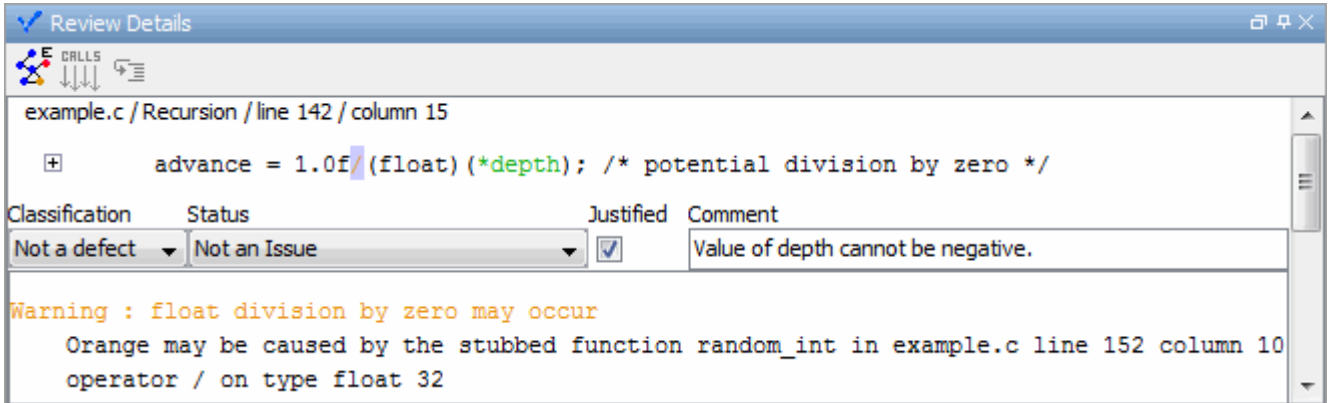 Review Details
E
CALLS
example.c / Recursion / line 142 / column 15
advance = 1.0f/(float)(*depth); /* potential division by zero */
Classification Status Justified Comment
Not a defect Not an Issue Value of depth cannot be negative.
Warning : float division by zero may occur
Orange may be caused by the stubbed function random_int in example.c line 152 column 10
operator / on type float 32